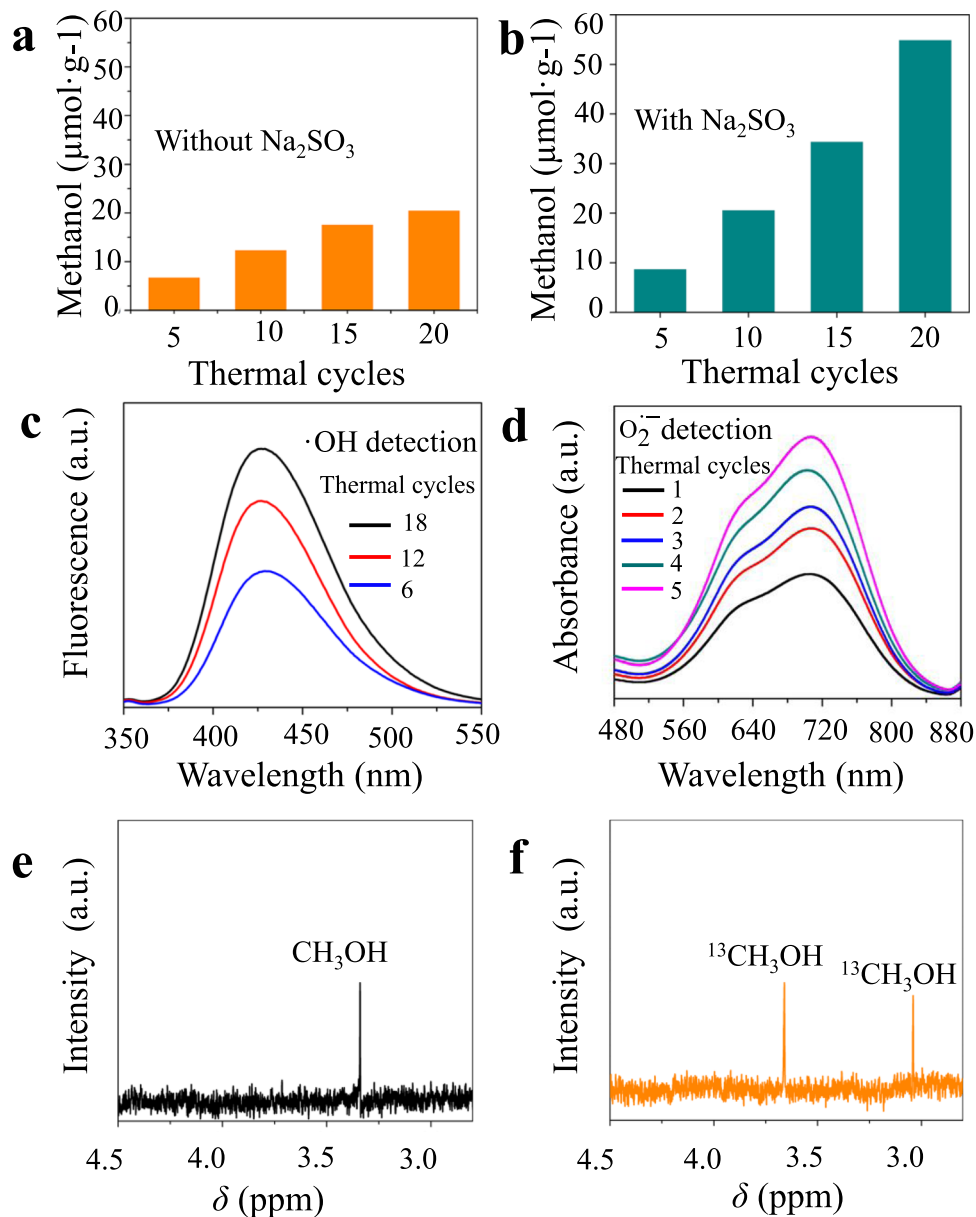 a
Methanol (μmol·g-1)
60
50
40
30
20
10
0
Without Na₂SO₃
5 10 15 20
Thermal cycles
b
Methanol (μmol·g-1)
60
50
40
30
20
10
0
With Na₂SO₃
5 10 15 20
Thermal cycles
c
Fluorescence (a.u.)
·OH detection
Thermal cycles
18
12
6
350 400 450 500 550
Wavelength (nm)
d
Absorbance (a.u.)
O₂·⁻ detection
Thermal cycles
1
2
3
4
5
480 560 640 720 800 880
Wavelength (nm)
e
Intensity (a.u.)
CH₃OH
4.5 4.0 3.5 3.0
δ (ppm)
f
Intensity (a.u.)
¹³CH₃OH
¹³CH₃OH
4.5 4.0 3.5 3.0
δ (ppm)